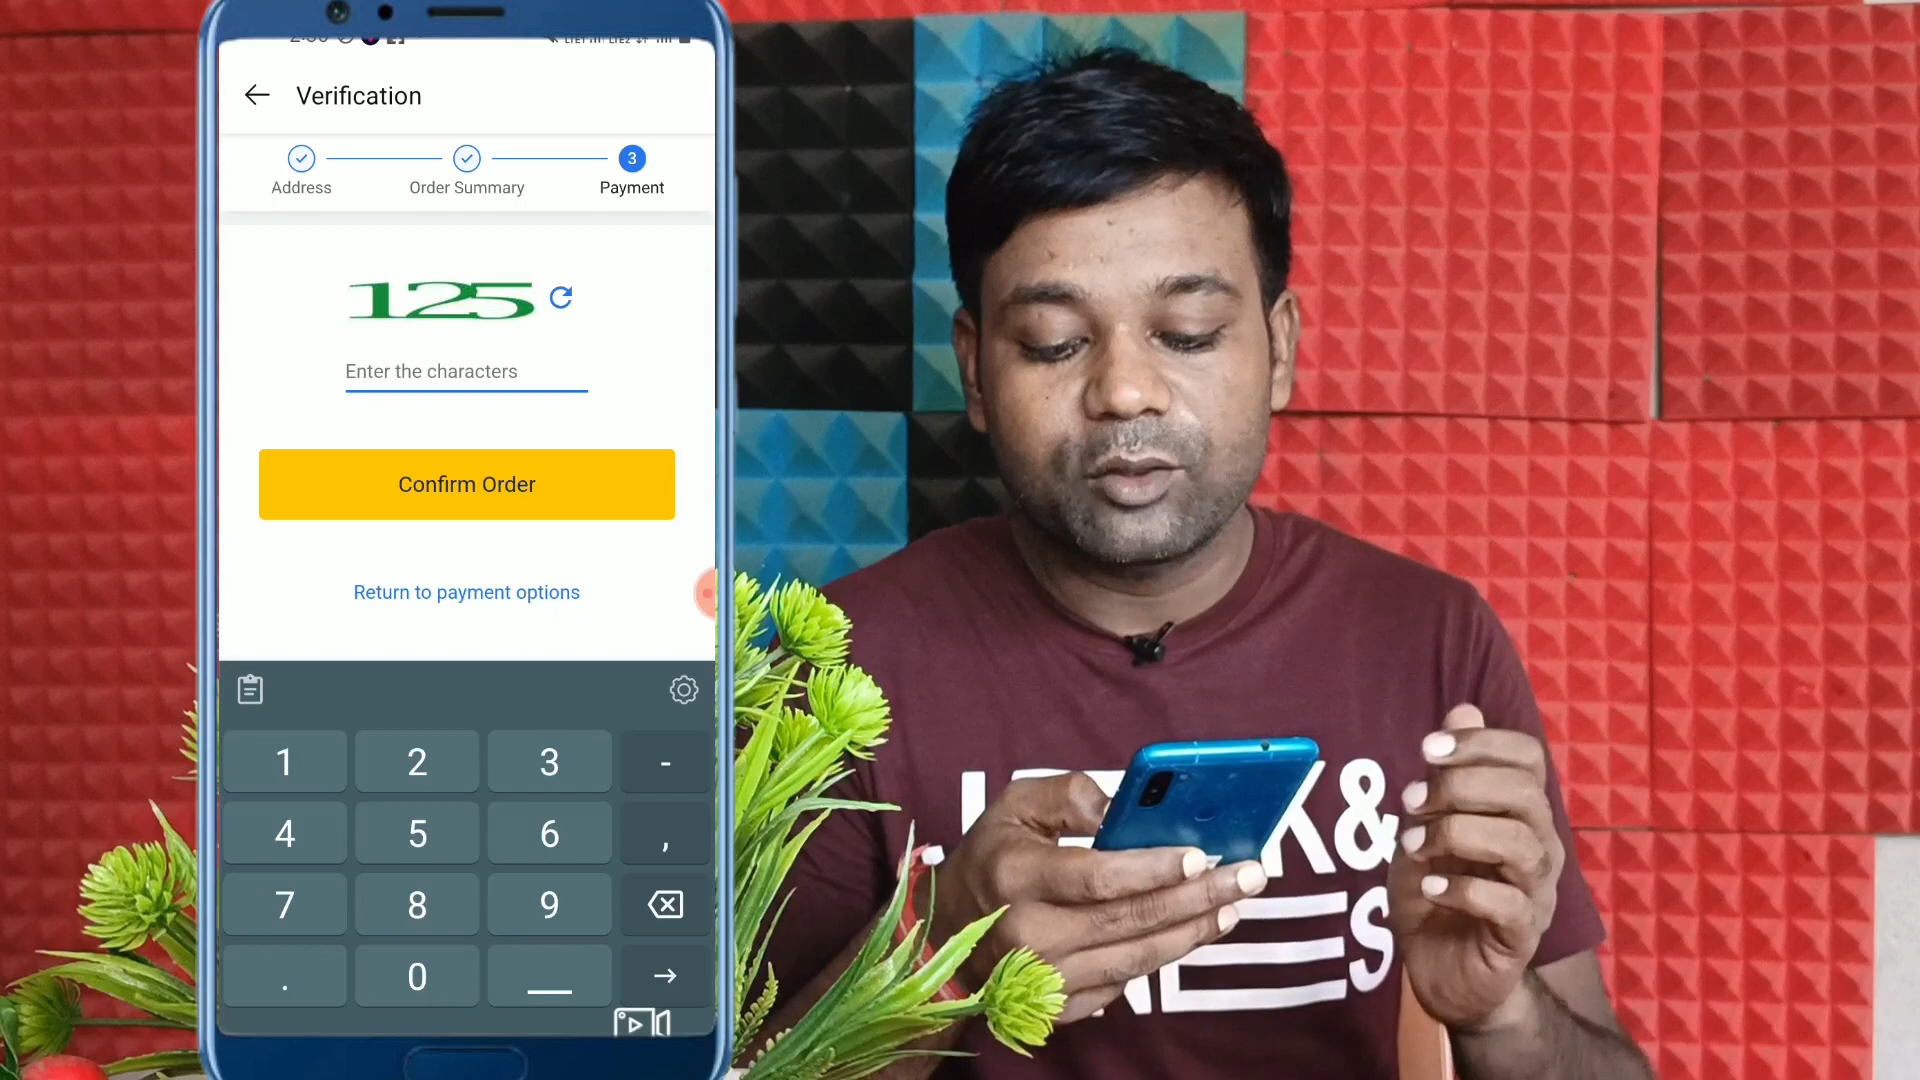 Verification
3
Address
Order Summary
Payment
125
Enter the characters
Confirm Order
Return to payment options
1 2 3 -
4 5 6 ,
7 8 9
. 0
K&
S